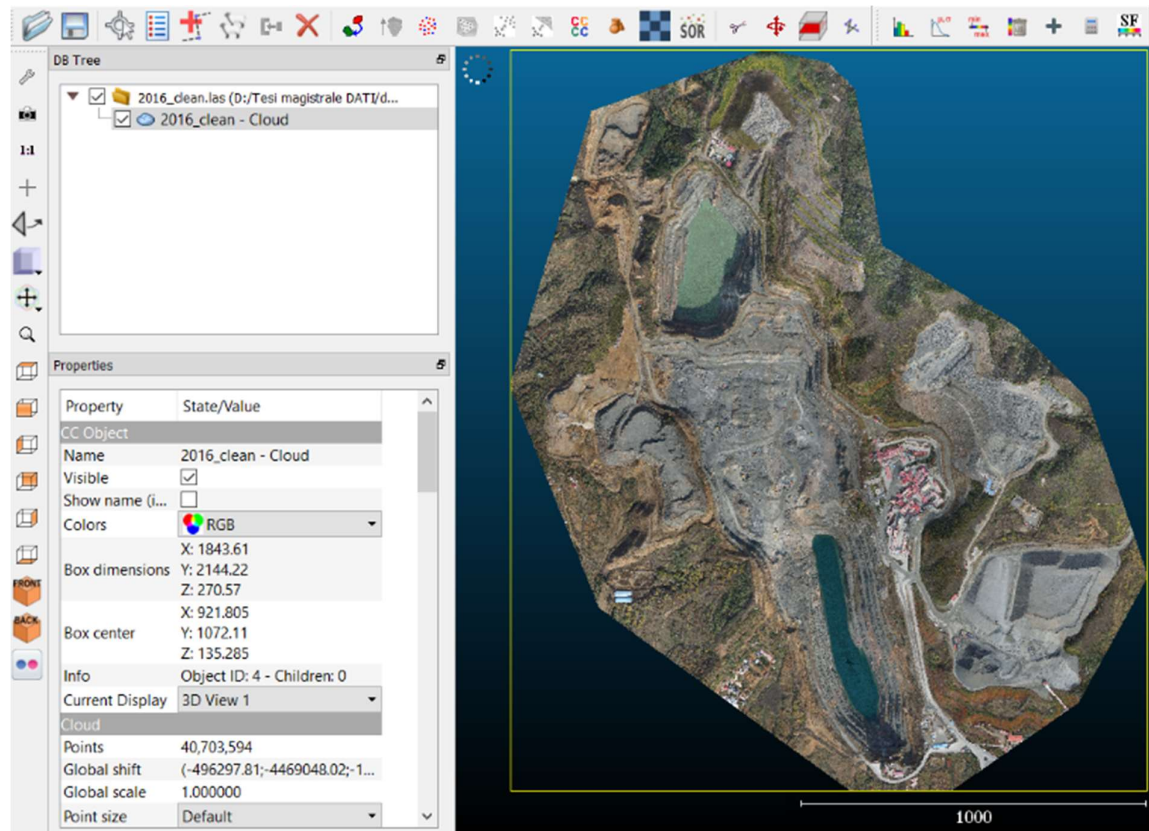 CC
CC
SOR
SF
DB Tree
2016_clean.las (D:/Tesi magistrale DATI/d...
2016_clean - Cloud
1:1
Properties
Property State/Value
CC Object
Name 2016_clean - Cloud
Visible
Show name (i...
Colors RGB
Box dimensions X: 1843.61
Y: 2144.22
Z: 270.57
Box center X: 921.805
Y: 1072.11
Z: 135.285
Info Object ID: 4 - Children: 0
Current Display 3D View 1
Cloud
Points 40,703,594
Global shift (-496297.81;-4469048.02;-1...
Global scale 1.000000
Point size Default
FRONT
BACK
1000